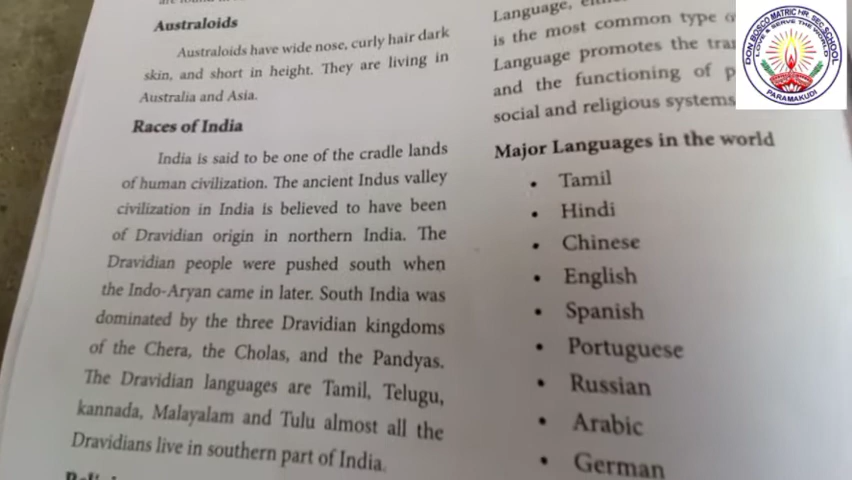 Australoids
Australoids have wide nose, curly hair dark
skin, and short in height. They are living in
Australia and Asia.
Races of India
India is said to be one of the cradle lands
of human civilization. The ancient Indus valley
civilization in India is believed to have been
of Dravidian origin in northern India. The
Dravidian people were pushed south when
the Indo-Aryan came in later. South India was
dominated by the three Dravidian kingdoms
of the Chera, the Cholas, and the Pandyas.
The Dravidian languages are Tamil, Telugu,
kannada, Malayalam and Tulu almost all the
Dravidians live in southern part of India.
Language,
is the most common type
Language promotes the
and the functioning of
social and religious systems
Major Languages in the world
• Tamil
• Hindi
• Chinese
• English
• Spanish
• Portuguese
• Russian
• Arabic
• German
DON BOSCO MATRIC HR SEC SCHOOL
LOVE & SERVE THE WORLD
PARAMAKUDI